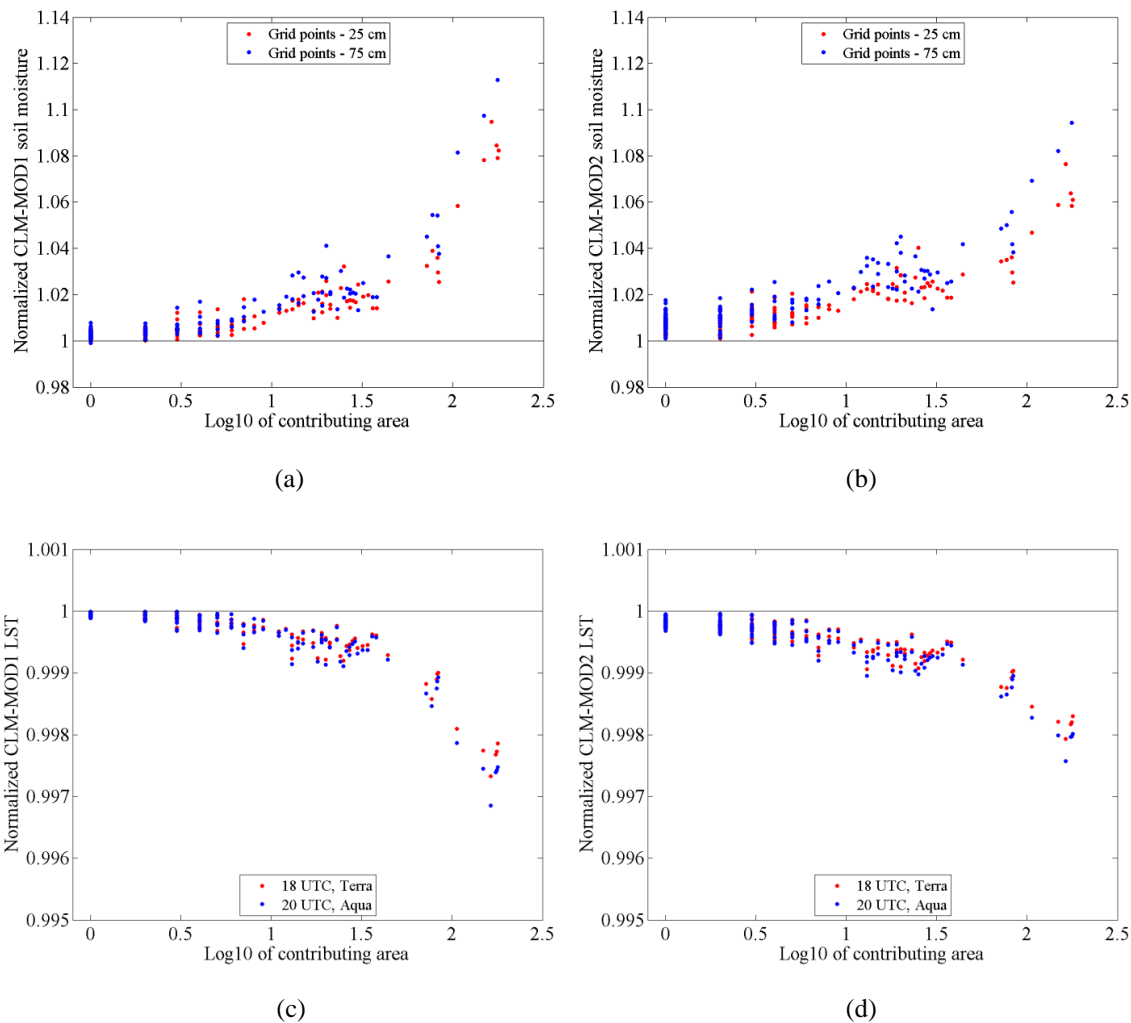 Normalized CLM-MOD1 soil moisture
1.14
1.12
1.1
1.08
1.06
1.04
1.02
1
0.98
Grid points - 25 cm
Grid points - 75 cm
0 0.5 1 1.5 2 2.5
Log10 of contributing area
(a)
Normalized CLM-MOD2 soil moisture
1.14
1.12
1.1
1.08
1.06
1.04
1.02
1
0.98
Grid points - 25 cm
Grid points - 75 cm
0 0.5 1 1.5 2 2.5
Log10 of contributing area
(b)
Normalized CLM-MOD1 LST
1.001
1
0.999
0.998
0.997
0.996
0.995
18 UTC, Terra
20 UTC, Aqua
0 0.5 1 1.5 2 2.5
Log10 of contributing area
(c)
Normalized CLM-MOD2 LST
1.001
1
0.999
0.998
0.997
0.996
0.995
18 UTC, Terra
20 UTC, Aqua
0 0.5 1 1.5 2 2.5
Log10 of contributing area
(d)